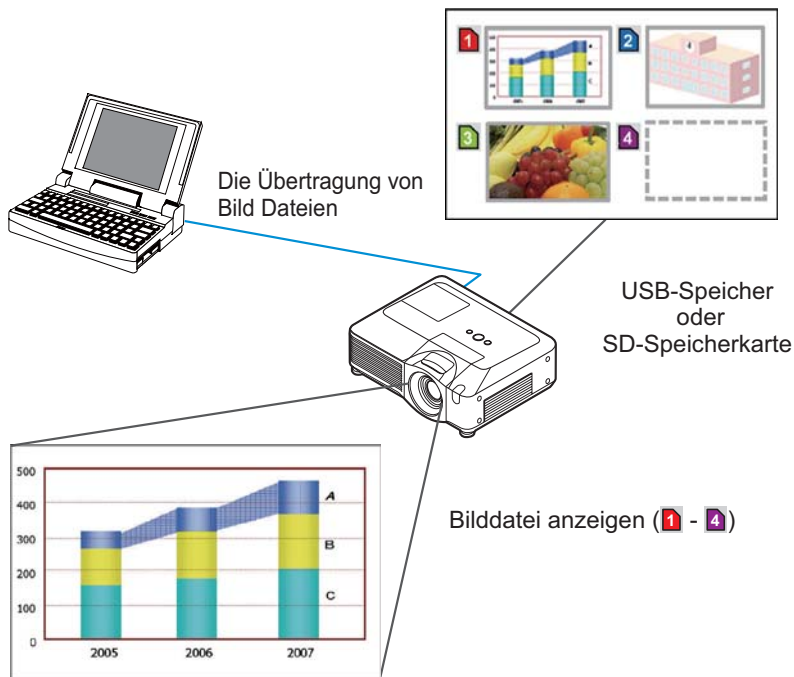 1
2
4
3
4
Die Übertragung von
Bild Dateien
USB-Speicher
oder
SD-Speicherkarte
Bilddatei anzeigen (1 - 4)
500
400
300
200
100
0
A
B
C
2005
2006
2007